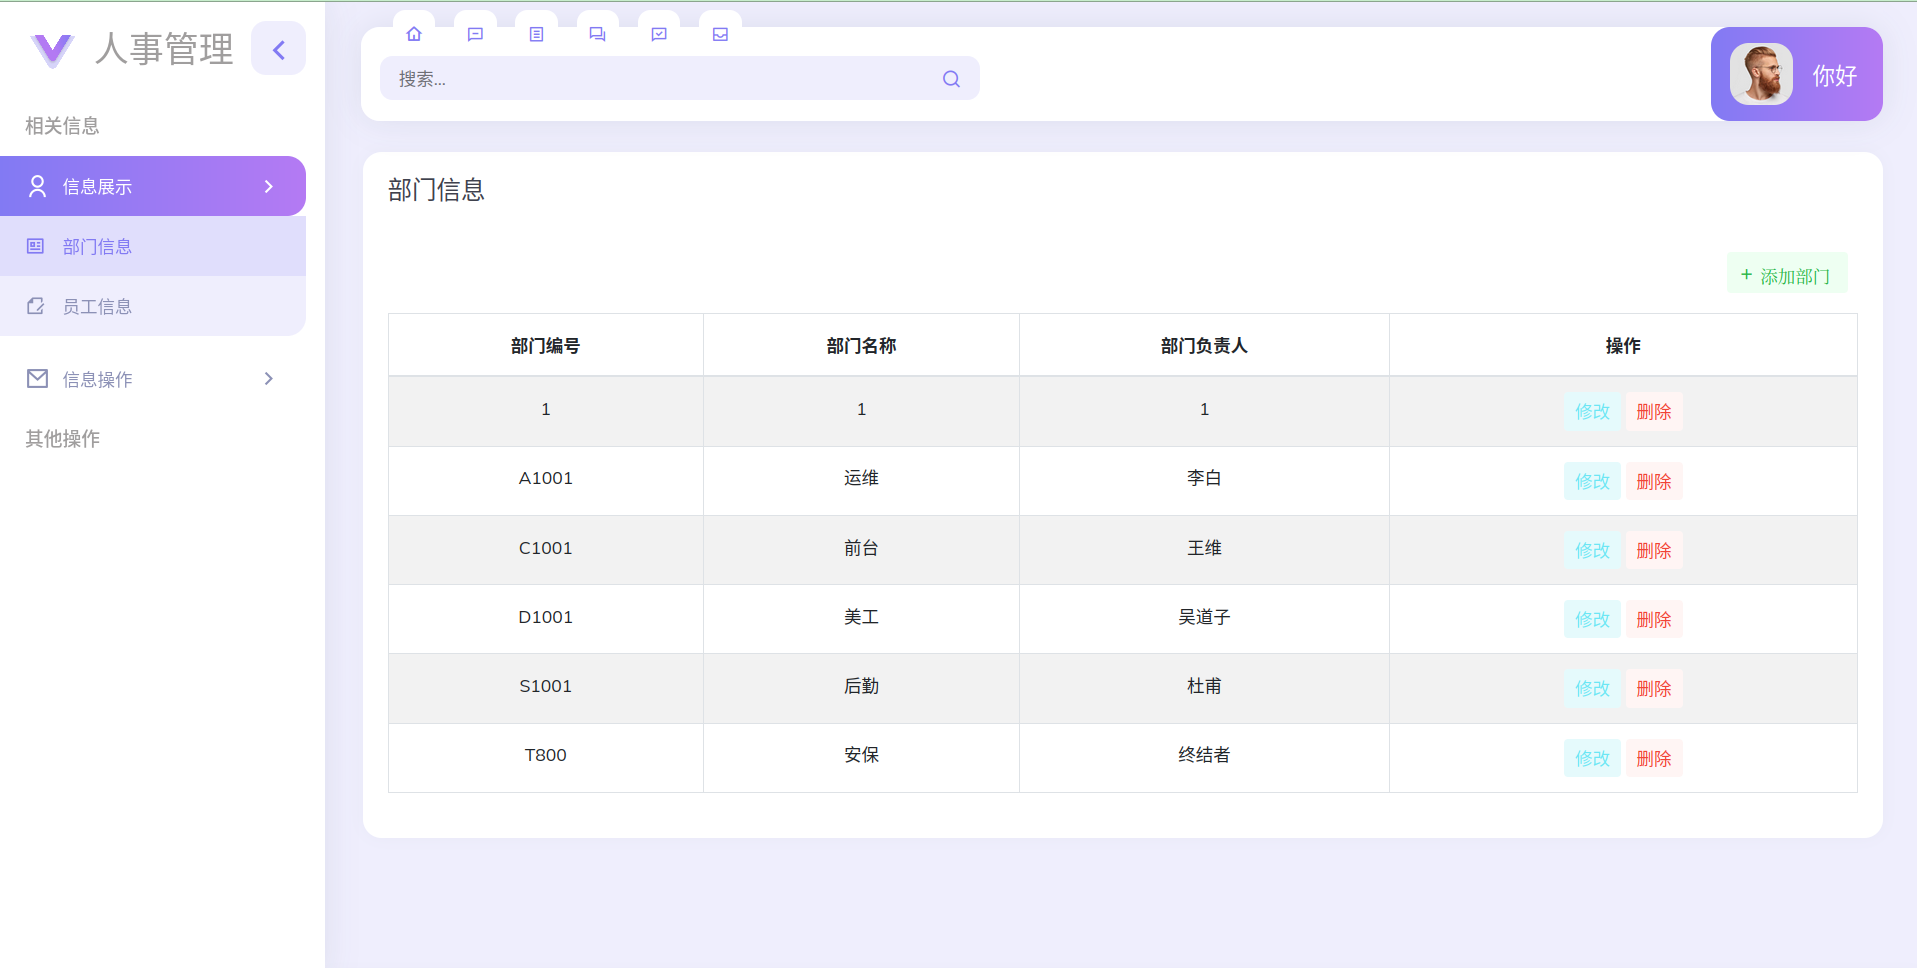 人事管理
相关信息
信息展示
部门信息
员工信息
信息操作
其他操作
搜索...
你好
部门信息
+ 添加部门
部门编号 部门名称 部门负责人 操作
1 1 1 修改 删除
A1001 运维 李白 修改 删除
C1001 前台 王维 修改 删除
D1001 美工 吴道子 修改 删除
S1001 后勤 杜甫 修改 删除
T800 安保 终结者 修改 删除